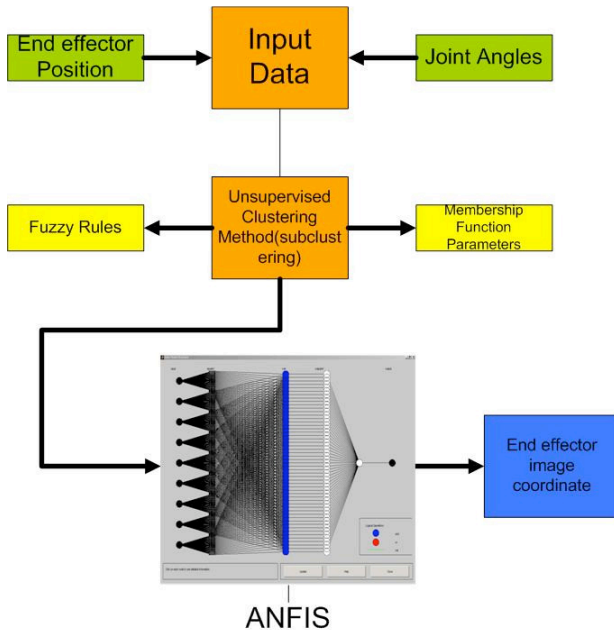 End effector
Position
Input
Data
Joint Angles
Fuzzy Rules
Unsupervised
Clustering
Method(subclust
ering)
Membership
Function
Parameters
End effector
image
coordinate
ANFIS